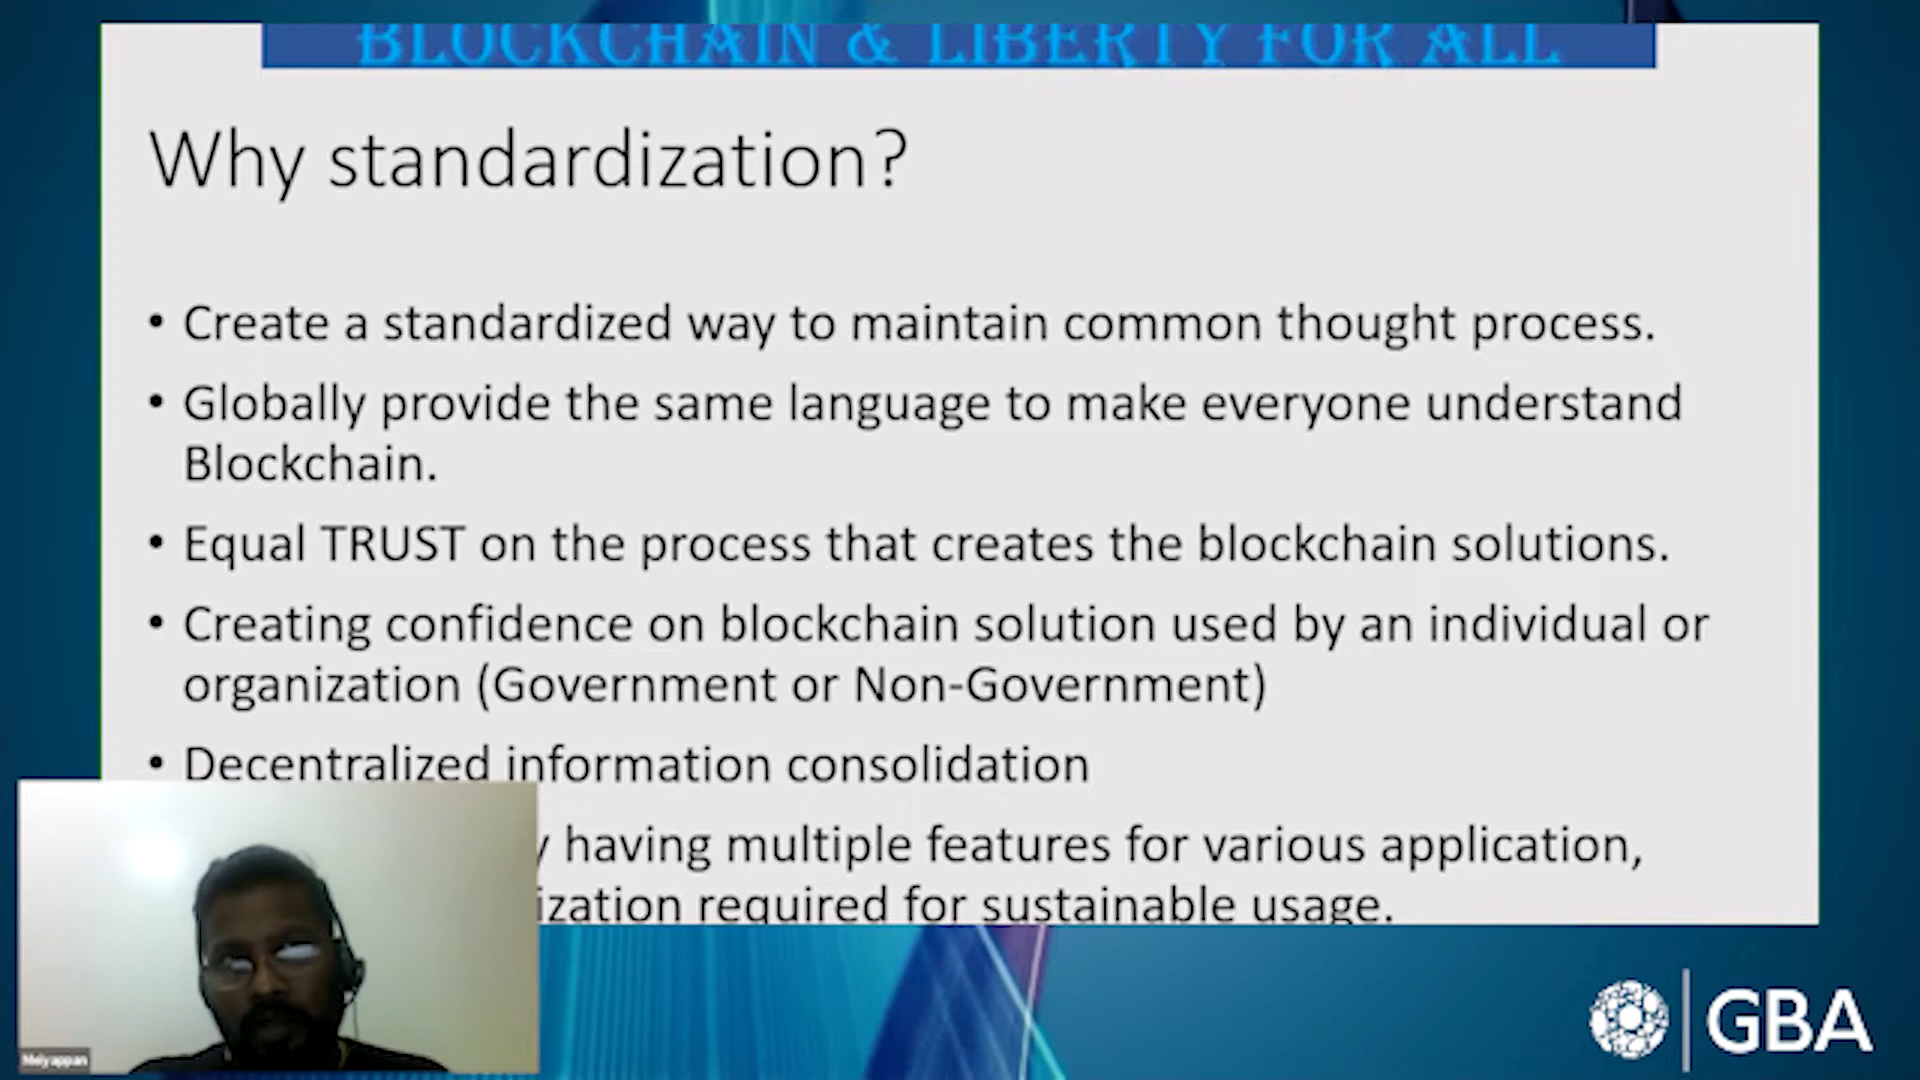 BLOCKCHAIN & LIBERTY FOR ALL
Why standardization?
• Create a standardized way to maintain common thought process.
• Globally provide the same language to make everyone understand
Blockchain.
• Equal TRUST on the process that creates the blockchain solutions.
• Creating confidence on blockchain solution used by an individual or
organization (Government or Non-Government)
• Decentralized information consolidation
having multiple features for various application,
required for sustainable usage.
Meiyappan
GBA